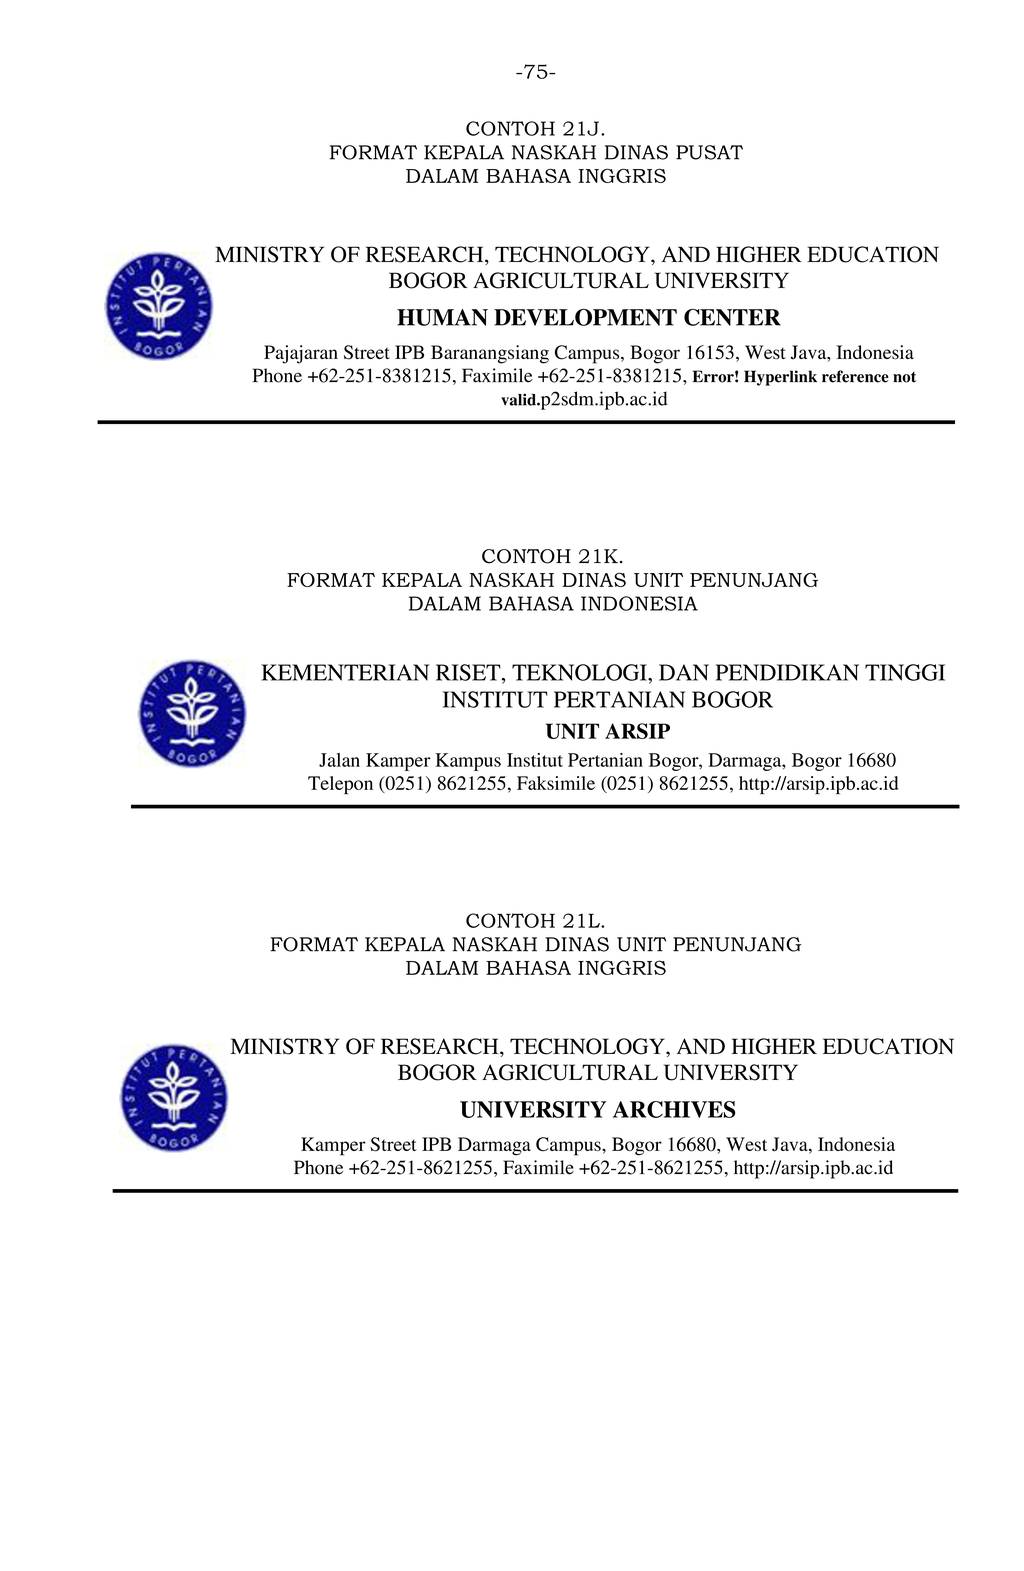 -75-
CONTOH 21J.
FORMAT KEPALA NASKAH DINAS PUSAT
DALAM BAHASA INGGRIS
INSTITUT PERTANIAN
BOGOR
MINISTRY OF RESEARCH, TECHNOLOGY, AND HIGHER EDUCATION
BOGOR AGRICULTURAL UNIVERSITY
HUMAN DEVELOPMENT CENTER
Pajajaran Street IPB Baranangsiang Campus, Bogor 16153, West Java, Indonesia
Phone +62-251-8381215, Faximile +62-251-8381215, Error! Hyperlink reference not
valid.p2sdm.ipb.ac.id
CONTOH 21K.
FORMAT KEPALA NASKAH DINAS UNIT PENUNJANG
DALAM BAHASA INDONESIA
INSTITUT PERTANIAN
BOGOR
KEMENTERIAN RISET, TEKNOLOGI, DAN PENDIDIKAN TINGGI
INSTITUT PERTANIAN BOGOR
UNIT ARSIP
Jalan Kamper Kampus Institut Pertanian Bogor, Darmaga, Bogor 16680
Telepon (0251) 8621255, Faksimile (0251) 8621255, http://arsip.ipb.ac.id
CONTOH 21L.
FORMAT KEPALA NASKAH DINAS UNIT PENUNJANG
DALAM BAHASA INGGRIS
INSTITUT PERTANIAN
BOGOR
MINISTRY OF RESEARCH, TECHNOLOGY, AND HIGHER EDUCATION
BOGOR AGRICULTURAL UNIVERSITY
UNIVERSITY ARCHIVES
Kamper Street IPB Darmaga Campus, Bogor 16680, West Java, Indonesia
Phone +62-251-8621255, Faximile +62-251-8621255, http://arsip.ipb.ac.id